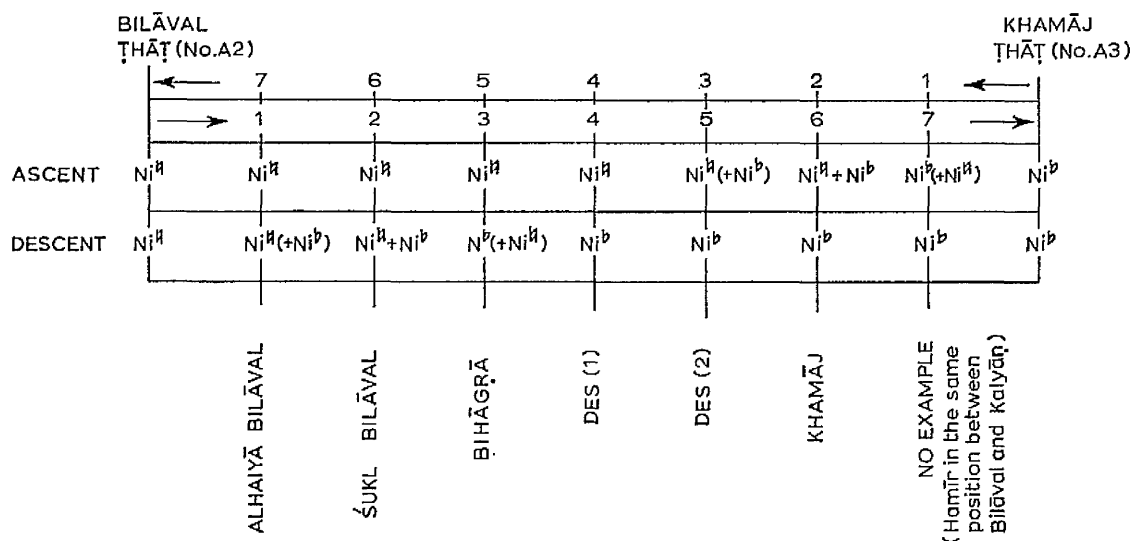 BILĀVAL
ṬHĀṬ (No.A2)
KHAMĀJ
ṬHĀṬ (No.A3)
7 6 5 4 3 2 1
1 2 3 4 5 6 7
ASCENT Ni♮ Ni♮ Ni♮ Ni♮ Ni♮ Ni♮(+Ni♭) Ni♮+Ni♭ Ni♭(+Ni♮) Ni♭
DESCENT Ni♮ Ni♮(+Ni♭) Ni♮+Ni♭ N♭(+Ni♮) Ni♭ Ni♭ Ni♭ Ni♭ Ni♭
ALHAIYĀ BILĀVAL
ŚUKL BILĀVAL
BIHĀGṚĀ
DES (1)
DES (2)
KHAMĀJ
NO EXAMPLE
(Hamīr in the same
position between
Bilāval and Kalyāṇ)